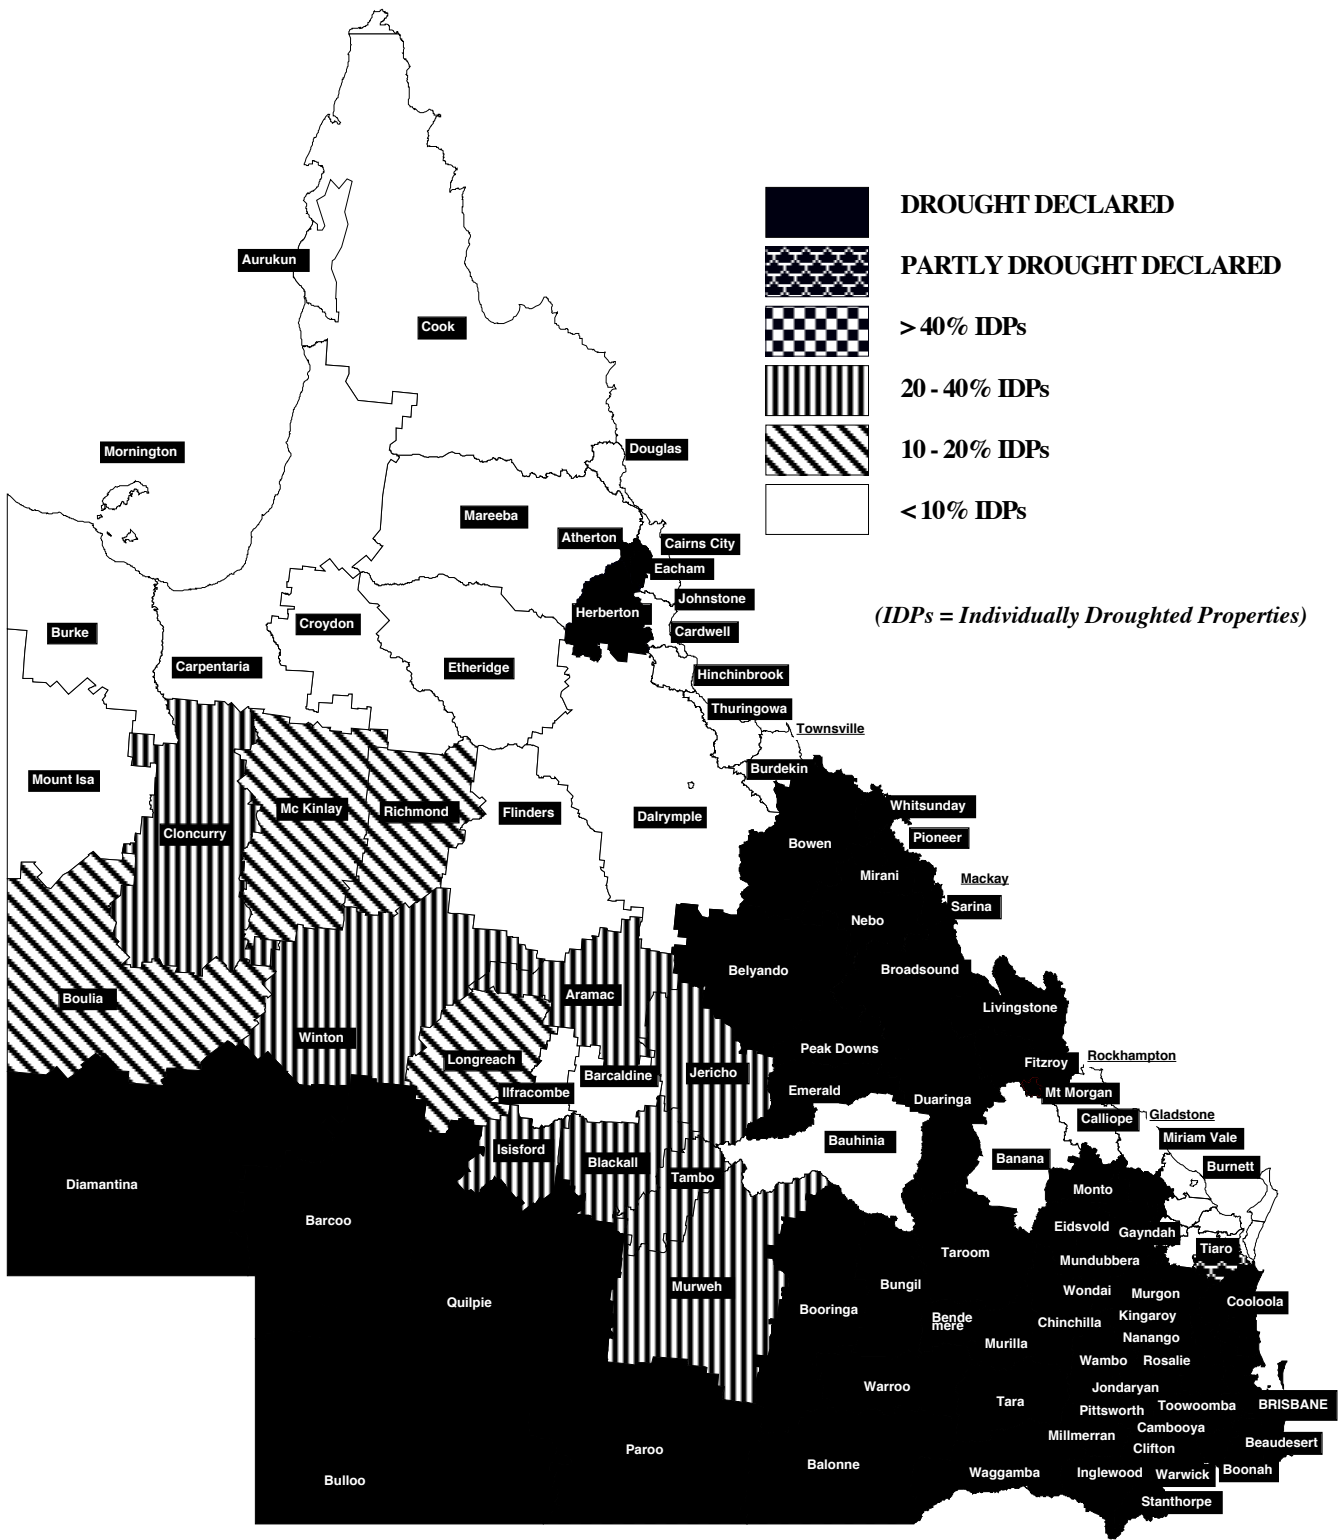 DROUGHT DECLARED
PARTLY DROUGHT DECLARED
> 40% IDPs
20 - 40% IDPs
10 - 20% IDPs
< 10% IDPs
(IDPs = Individually Droughted Properties)
Aurukun
Cook
Mornington
Douglas
Mareeba
Atherton
Cairns City
Eacham
Johnstone
Herberton
Cardwell
Burke
Croydon
Carpentaria
Etheridge
Hinchinbrook
Thuringowa
Townsville
Burdekin
Mount Isa
Cloncurry
Mc Kinlay
Richmond
Flinders
Dalrymple
Whitsunday
Pioneer
Bowen
Mirani
Mackay
Sarina
Nebo
Belyando
Broadsound
Boulia
Aramac
Livingstone
Winton
Longreach
Ilfracombe
Barcaldine
Jericho
Peak Downs
Emerald
Fitzroy
Rockhampton
Mt Morgan
Duaringa
Calliope
Gladstone
Miriam Vale
Isisford
Blackall
Tambo
Bauhinia
Banana
Burnett
Diamantina
Monto
Barcoo
Eidsvold
Gayndah
Tiaro
Taroom
Mundubbera
Murweh
Bungil
Wondai
Murgon
Quilpie
Booringa
Bende
mere
Chinchilla
Kingaroy
Cooloola
Murilla
Nanango
Wambo
Rosalie
Warroo
Jondaryan
Tara
Pittsworth
Toowoomba
BRISBANE
Millmerran
Cambooya
Clifton
Beaudesert
Paroo
Balonne
Bulloo
Waggamba
Inglewood
Warwick
Boonah
Stanthorpe